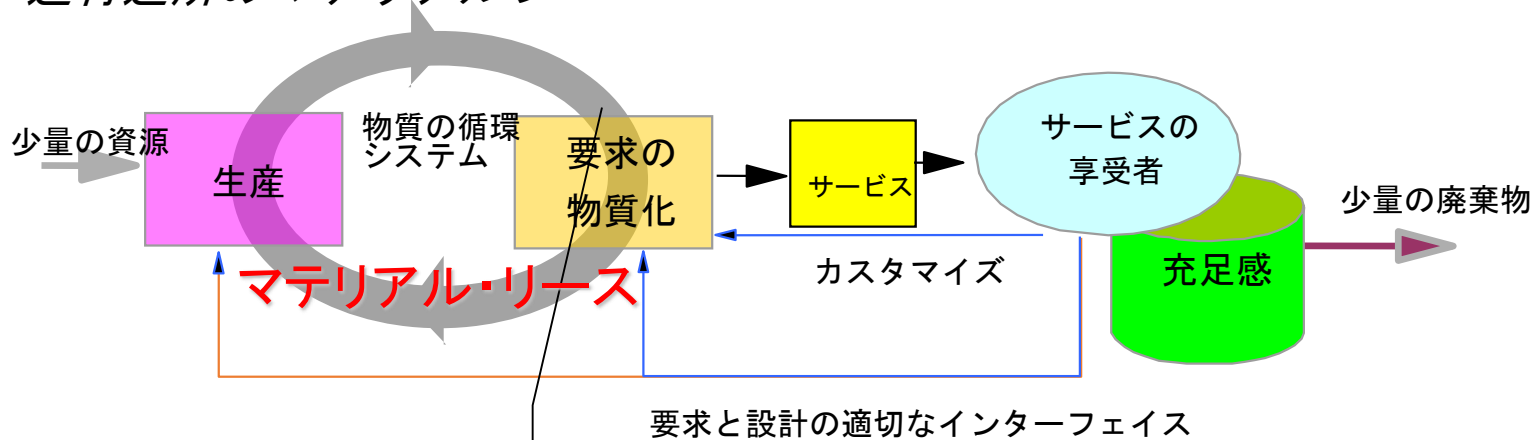 少量の資源
生産
物質の循環
システム
要求の
物質化
サービス
サービスの
享受者
充足感
少量の廃棄物
マテリアル・リース
カスタマイズ
要求と設計の適切なインターフェイス